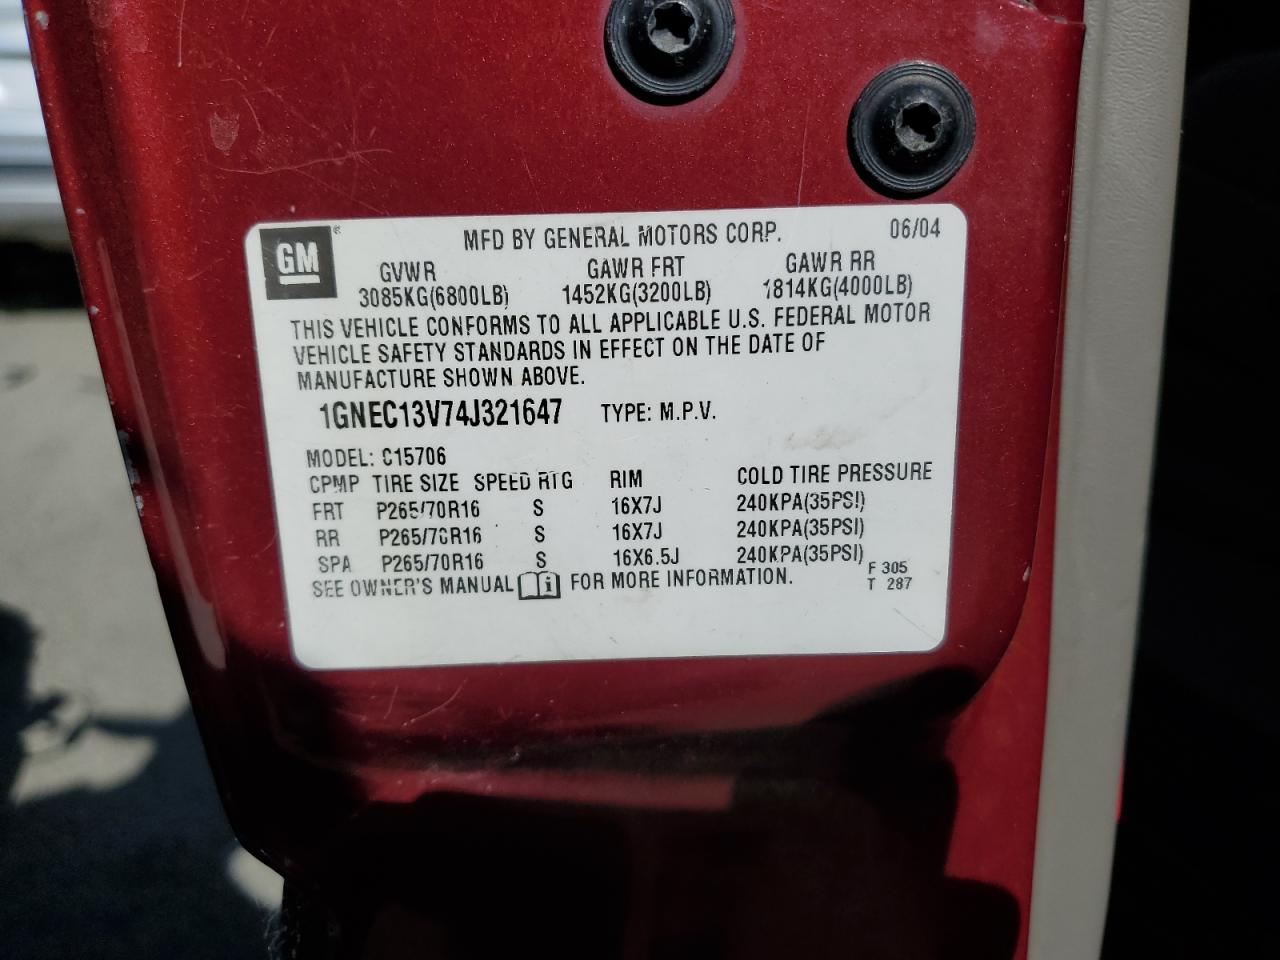 GM® MFD BY GENERAL MOTORS CORP. 06/04
GVWR GAWR FRT GAWR RR
3085KG(6800LB) 1452KG(3200LB) 1814KG(4000LB)
THIS VEHICLE CONFORMS TO ALL APPLICABLE U.S. FEDERAL MOTOR
VEHICLE SAFETY STANDARDS IN EFFECT ON THE DATE OF
MANUFACTURE SHOWN ABOVE.
1GNEC13V74J321647 TYPE: M.P.V.
MODEL: C15706
CPMP TIRE SIZE SPEED RTG RIM COLD TIRE PRESSURE
FRT P265/70R16 S 16X7J 240KPA(35PSI)
RR P265/70R16 S 16X7J 240KPA(35PSI)
SPA P265/70R16 S 16X6.5J 240KPA(35PSI)
SEE OWNER'S MANUAL i FOR MORE INFORMATION.
F 305
T 287